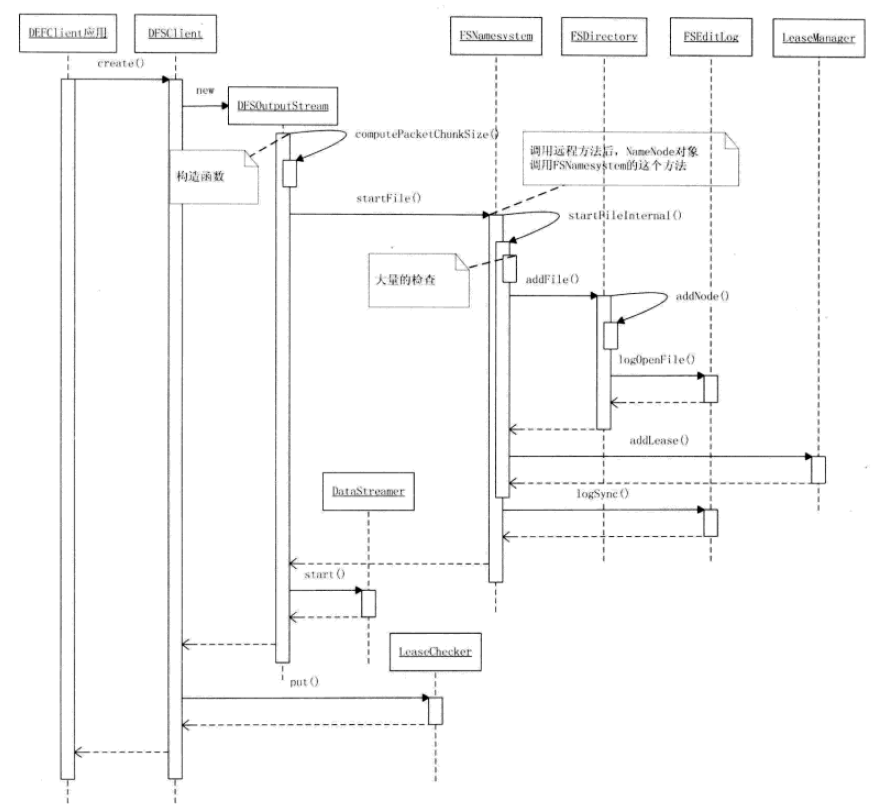 DEFClient应用
DFSClient
FSNamesystem
FSDirectory
FSEditLog
LeaseManager
create()
new
DFSOutputStream
computePacketChunkSize()
构造函数
调用远程方法后，NameNode对象
调用FSNamesystem的这个方法
startFile()
startFileInternal()
大量的检查
addFile()
addNode()
logOpenFile()
addLease()
DataStreamer
logSync()
start()
LeaseChecker
put()